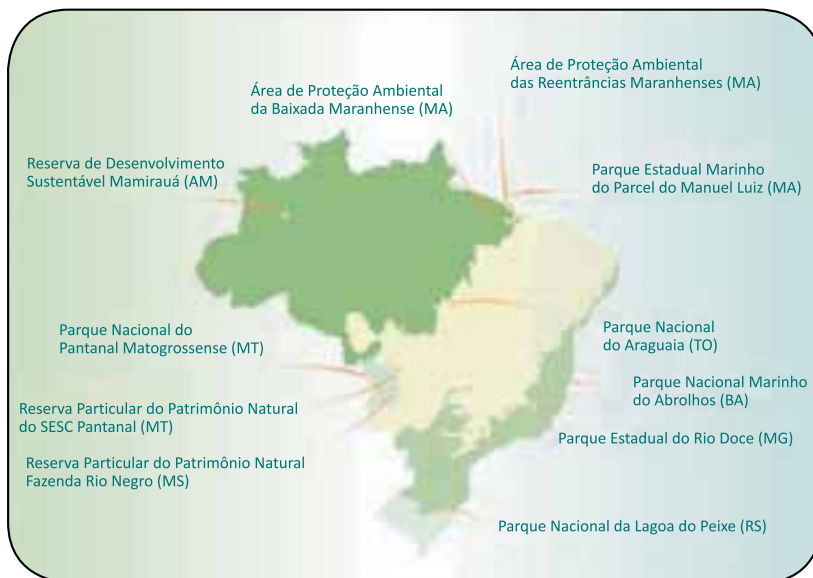 Área de Proteção Ambiental
das Reentrâncias Maranhenses (MA)
Área de Proteção Ambiental
da Baixada Maranhense (MA)
Reserva de Desenvolvimento
Sustentável Mamirauá (AM)
Parque Estadual Marinho
do Parcel do Manuel Luiz (MA)
Parque Nacional do
Pantanal Matogrossense (MT)
Parque Nacional
do Araguaia (TO)
Parque Nacional Marinho
do Abrolhos (BA)
Reserva Particular do Patrimônio Natural
do SESC Pantanal (MT)
Parque Estadual do Rio Doce (MG)
Reserva Particular do Patrimônio Natural
Fazenda Rio Negro (MS)
Parque Nacional da Lagoa do Peixe (RS)